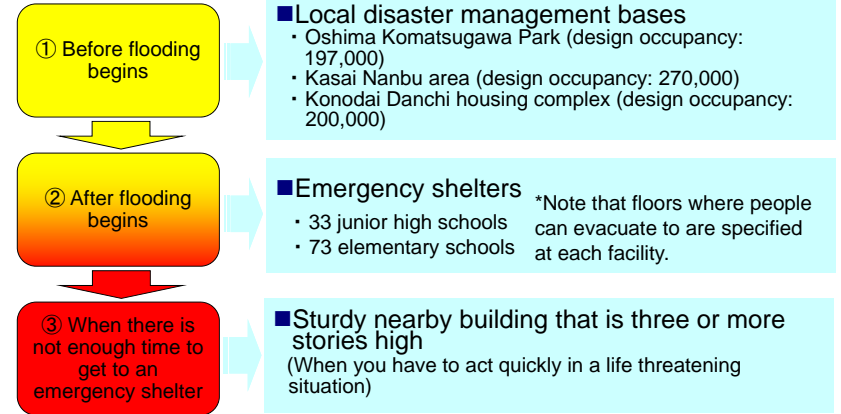 ① Before flooding
begins
■Local disaster management bases
・Oshima Komatsugawa Park (design occupancy:
197,000)
・Kasai Nanbu area (design occupancy: 270,000)
・Konodai Danchi housing complex (design occupancy:
200,000)
② After flooding
begins
■Emergency shelters
・33 junior high schools
・73 elementary schools
*Note that floors where people
can evacuate to are specified
at each facility.
③ When there is
not enough time to
get to an
emergency shelter
■Sturdy nearby building that is three or more
stories high
(When you have to act quickly in a life threatening
situation)